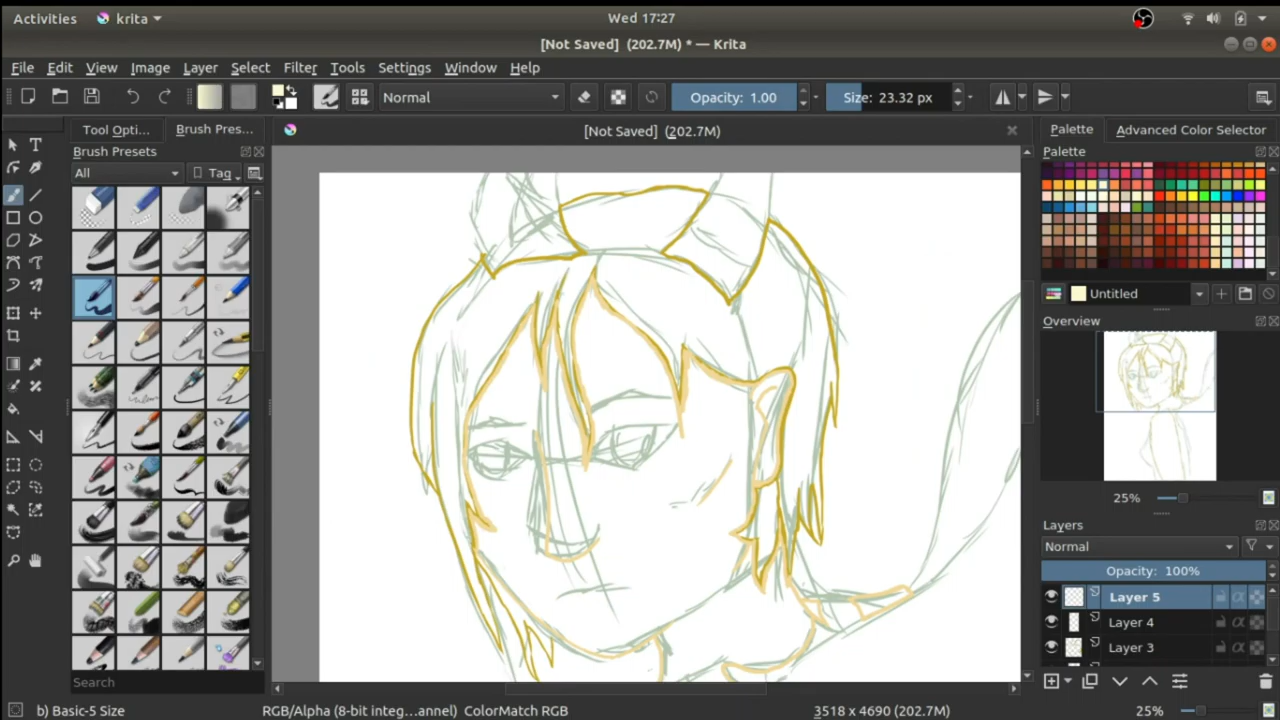 Activities krita Wed 17:27
[Not Saved] (202.7M) * — Krita
File Edit View Image Layer Select Filter Tools Settings Window Help
Normal Opacity: 1.00 Size: 23.32 px
Tool Opti... Brush Pres... [Not Saved] (202.7M) Palette Advanced Color Selector
Brush Presets Palette
All Tag
Untitled
Overview
25%
Layers
Normal
Opacity: 100%
Layer 5
Layer 4
Layer 3
Search
b) Basic-5 Size RGB/Alpha (8-bit integ...annel) ColorMatch RGB 3518 x 4690 (202.7M) 25%